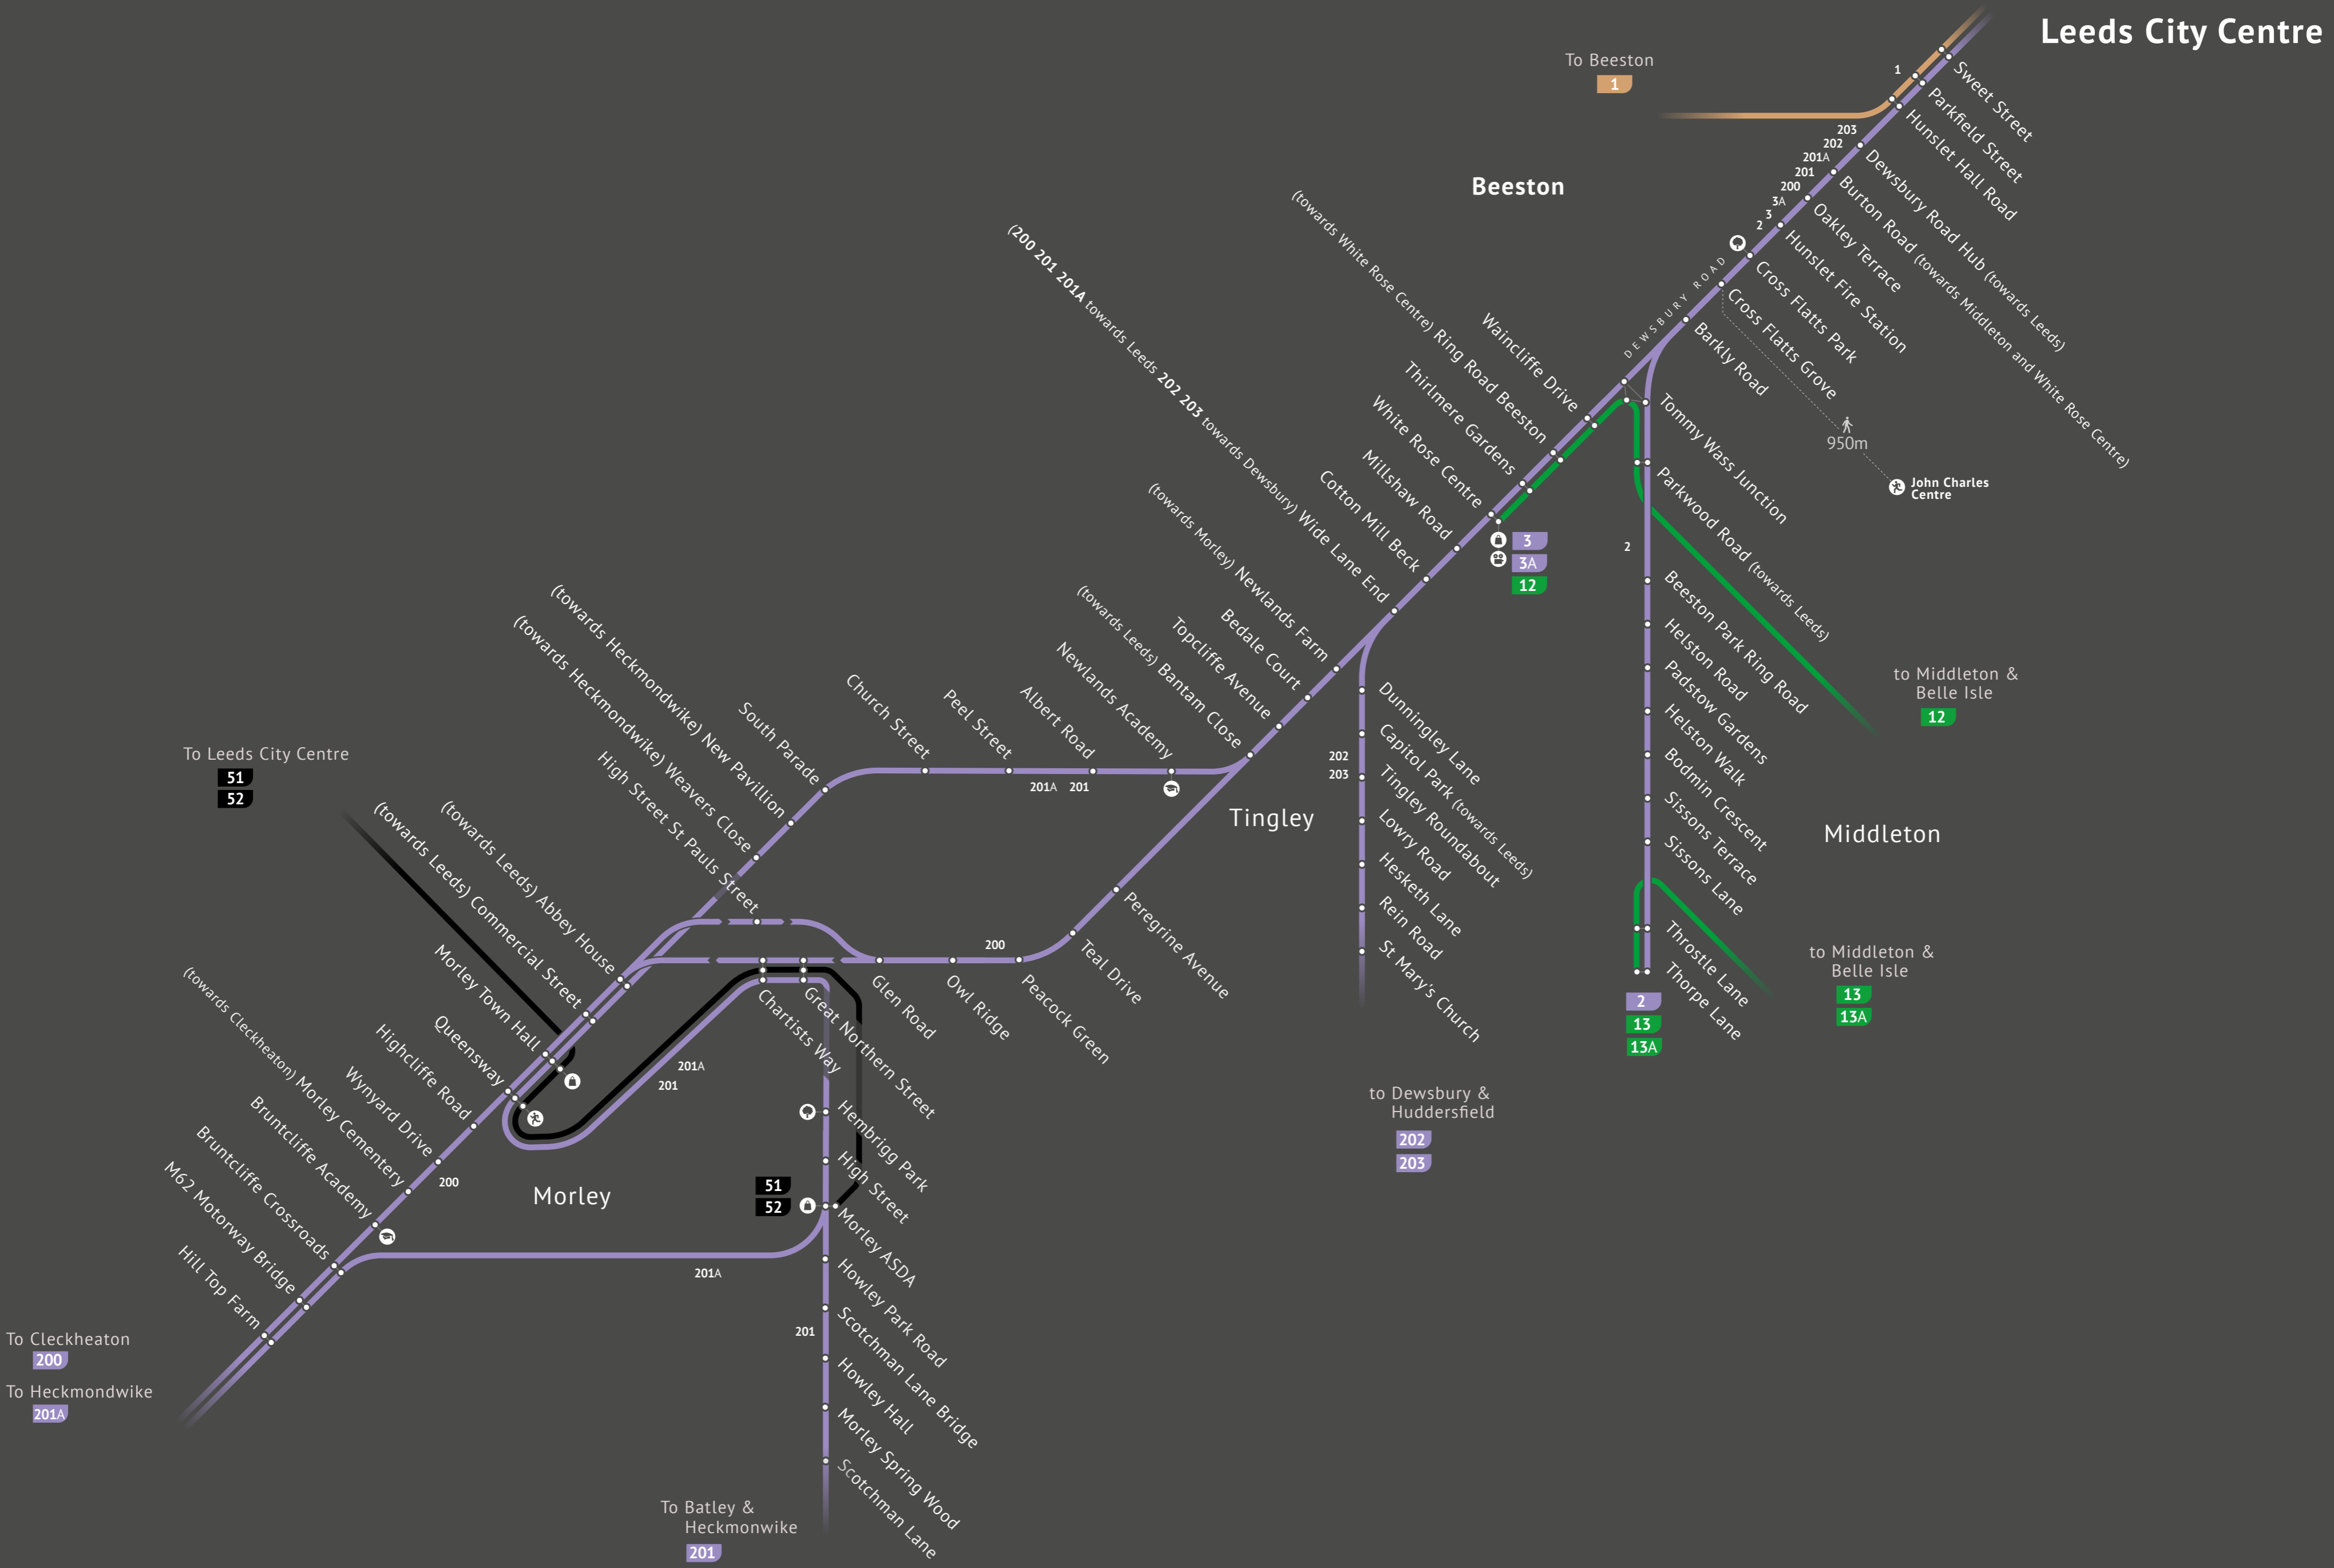 Leeds City Centre
To Beeston
1
1
Sweet Street
Parkfield Street
Hunslet Hall Road
203
202
201A
201
200
3A
3
2
Dewsbury Road Hub (towards Leeds)
Burton Road (towards Middleton and White Rose Centre)
Oakley Terrace
Hunslet Fire Station
Cross Flatts Park
Cross Flatts Grove
Barkly Road
DEWSBURY ROAD
950m
John Charles
Centre
Beeston
Tommy Wass Junction
Parkwood Road (towards Leeds)
2
Beeston Park Ring Road
Helston Road
Padstow Gardens
Helston Walk
Bodmin Crescent
Sissons Terrace
Sissons Lane
Throstle Lane
Thorpe Lane
Middleton
to Middleton &
Belle Isle
12
to Middleton &
Belle Isle
13
13A
2
13
13A
Waincliffe Drive
(towards White Rose Centre) Ring Road Beeston
Thirlmere Gardens
White Rose Centre
3
3A
12
Millshaw Road
Cotton Mill Beck
(200 201 201A towards Leeds 202 203 towards Dewsbury) Wide Lane End
(towards Morley) Newlands Farm
Bedale Court
Topcliffe Avenue
(towards Leeds) Bantam Close
Dunningley Lane
Capitol Park (towards Leeds)
Tingley Roundabout
Lowry Road
Hesketh Lane
Rein Road
St Mary's Church
202
203
to Dewsbury &
Huddersfield
202
203
Tingley
Newlands Academy
Albert Road
Peel Street
Church Street
South Parade
201A 201
(towards Heckmondwike) New Pavillion
(towards Heckmondwike) Weavers Close
High Street St Pauls Street
Peregrine Avenue
Teal Drive
Peacock Green
Owl Ridge
Glen Road
200
Great Northern Street
Chartists Way
To Leeds City Centre
51
52
(towards Leeds) Abbey House
(towards Leeds) Commercial Street
Morley Town Hall
Queensway
Highcliffe Road
Wynyard Drive
(towards Cleckheaton) Morley Cementery
Bruntcliffe Academy
Bruntcliffe Crossroads
M62 Motorway Bridge
Hill Top Farm
200
201A
201
Morley
Hembrigg Park
High Street
51
52
Morley ASDA
201A
Howley Park Road
Scotchman Lane Bridge
201
Howley Hall
Morley Spring Wood
Scotchman Lane
To Cleckheaton
200
To Heckmondwike
201A
To Batley &
Heckmonwike
201